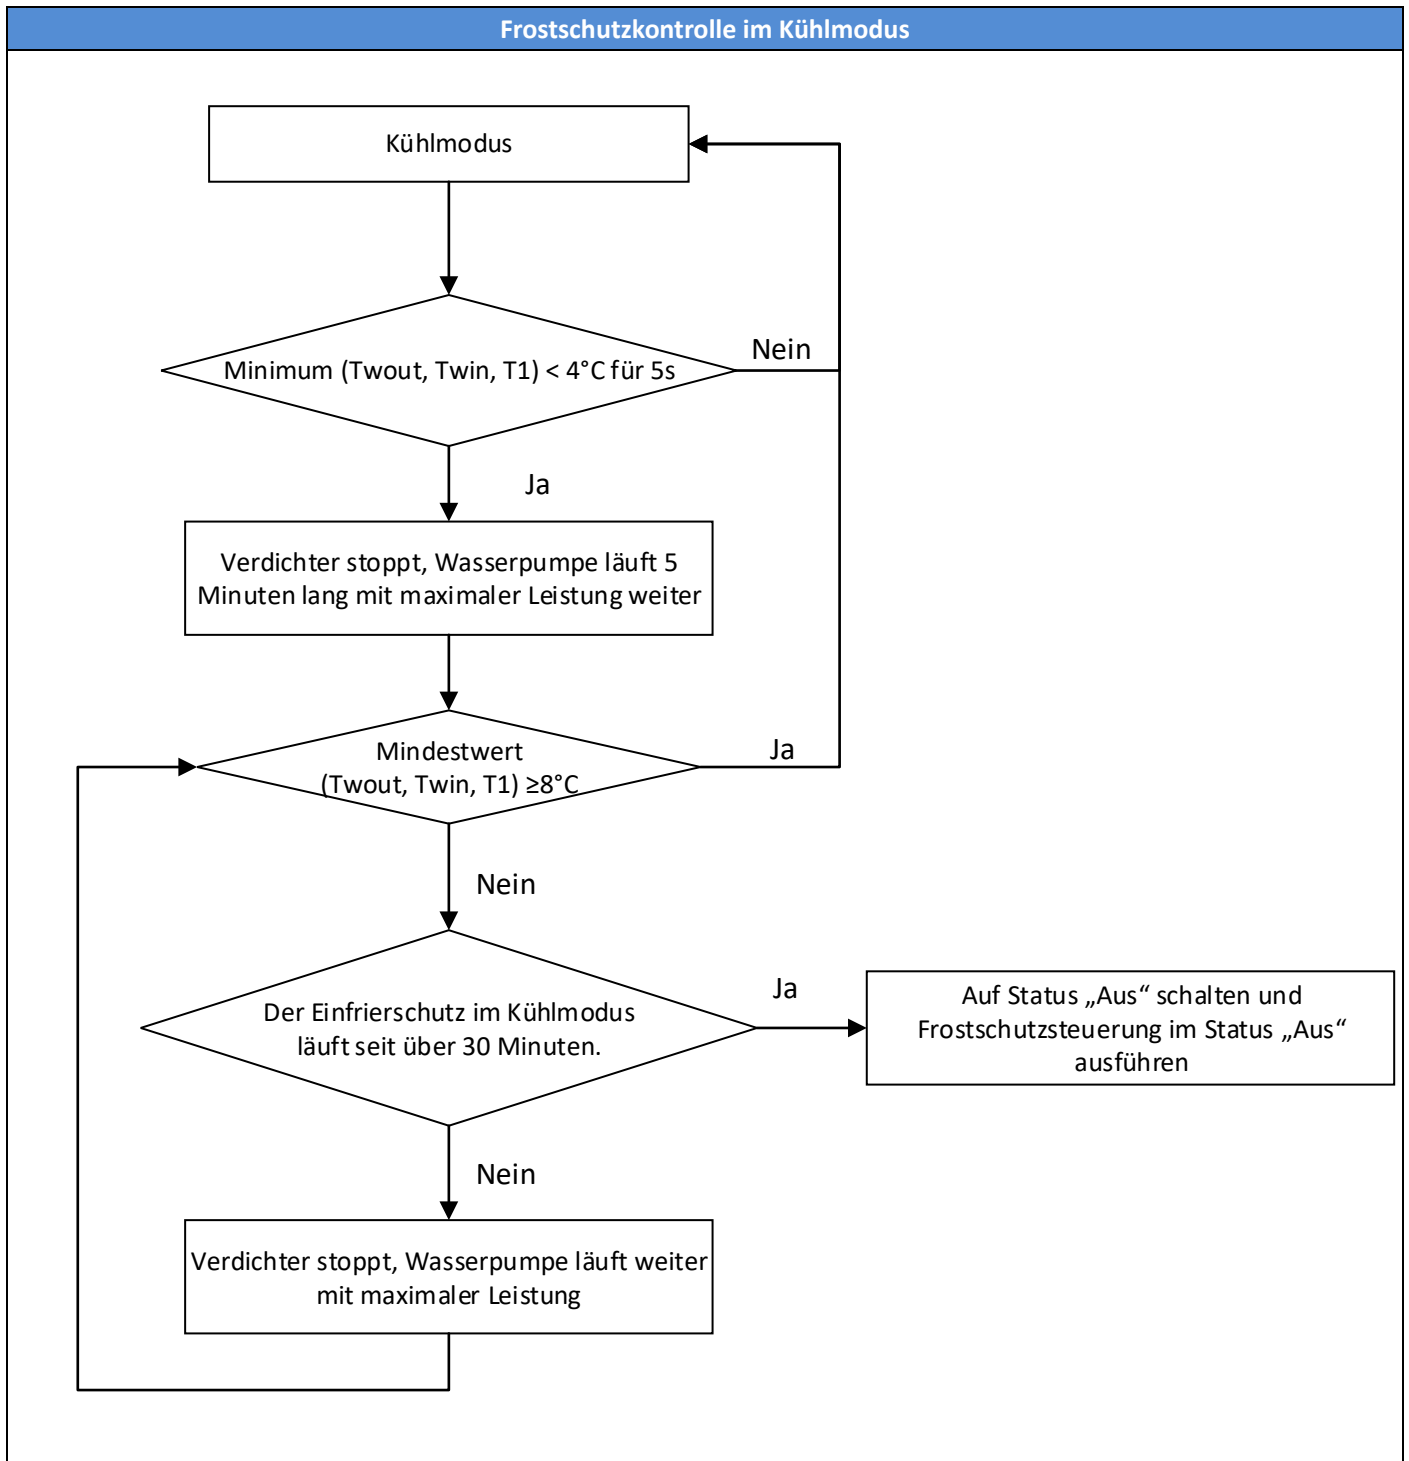 Frostschutzkontrolle im Kühlmodus
Kühlmodus
Minimum (Twout, Twin, T1) < 4°C für 5s
Nein
Ja
Verdichter stoppt, Wasserpumpe läuft 5
Minuten lang mit maximaler Leistung weiter
Mindestwert
(Twout, Twin, T1) ≥8°C
Ja
Nein
Der Einfrierschutz im Kühlmodus
läuft seit über 30 Minuten.
Ja
Auf Status „Aus“ schalten und
Frostschutzsteuerung im Status „Aus“
ausführen
Nein
Verdichter stoppt, Wasserpumpe läuft weiter
mit maximaler Leistung